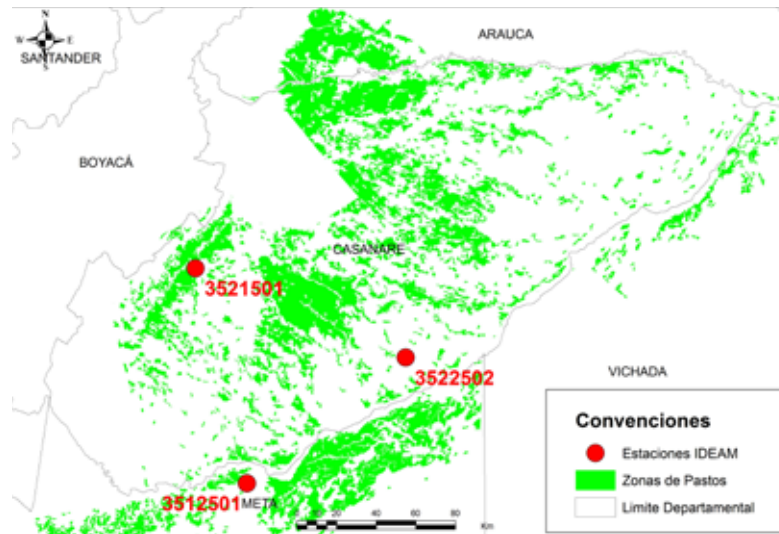 N
W E
S
SANTANDER
ARAUCA
BOYACÁ
CASANARE
3521501
3522502
VICHADA
3512501
META
20 40 60 80
Km
Convenciones
Estaciones IDEAM
Zonas de Pastos
Limite Departamental